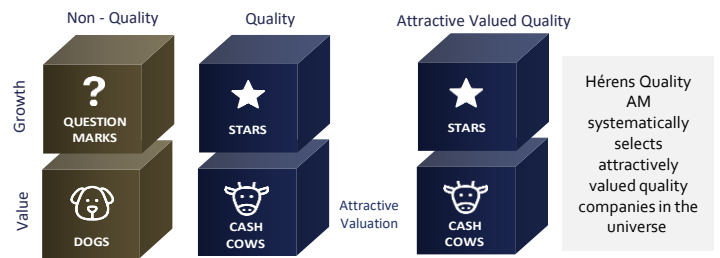 Non - Quality
Quality
Attractive Valued Quality
Growth
?
QUESTION
MARKS
STARS
STARS
Value
DOGS
CASH
COWS
Attractive
Valuation
CASH
COWS
Hérens Quality
AM
systematically
selects
attractively
valued quality
companies in the
universe